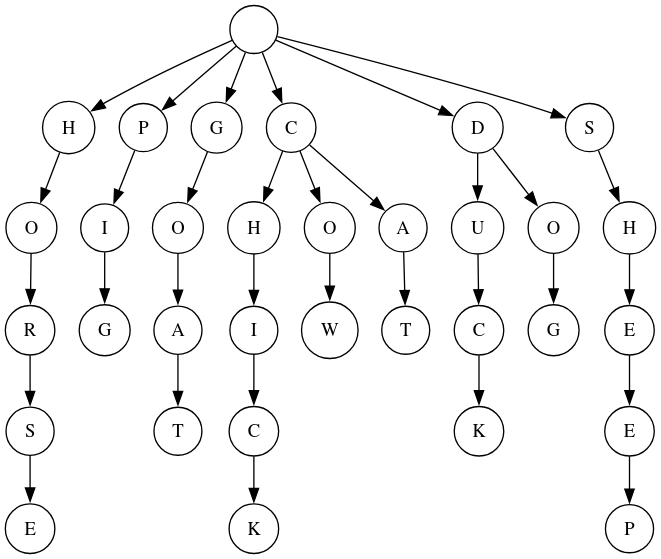 H P G C D S
O I O H O A U O H
R G A I W T C G E
S T C K E
E K P